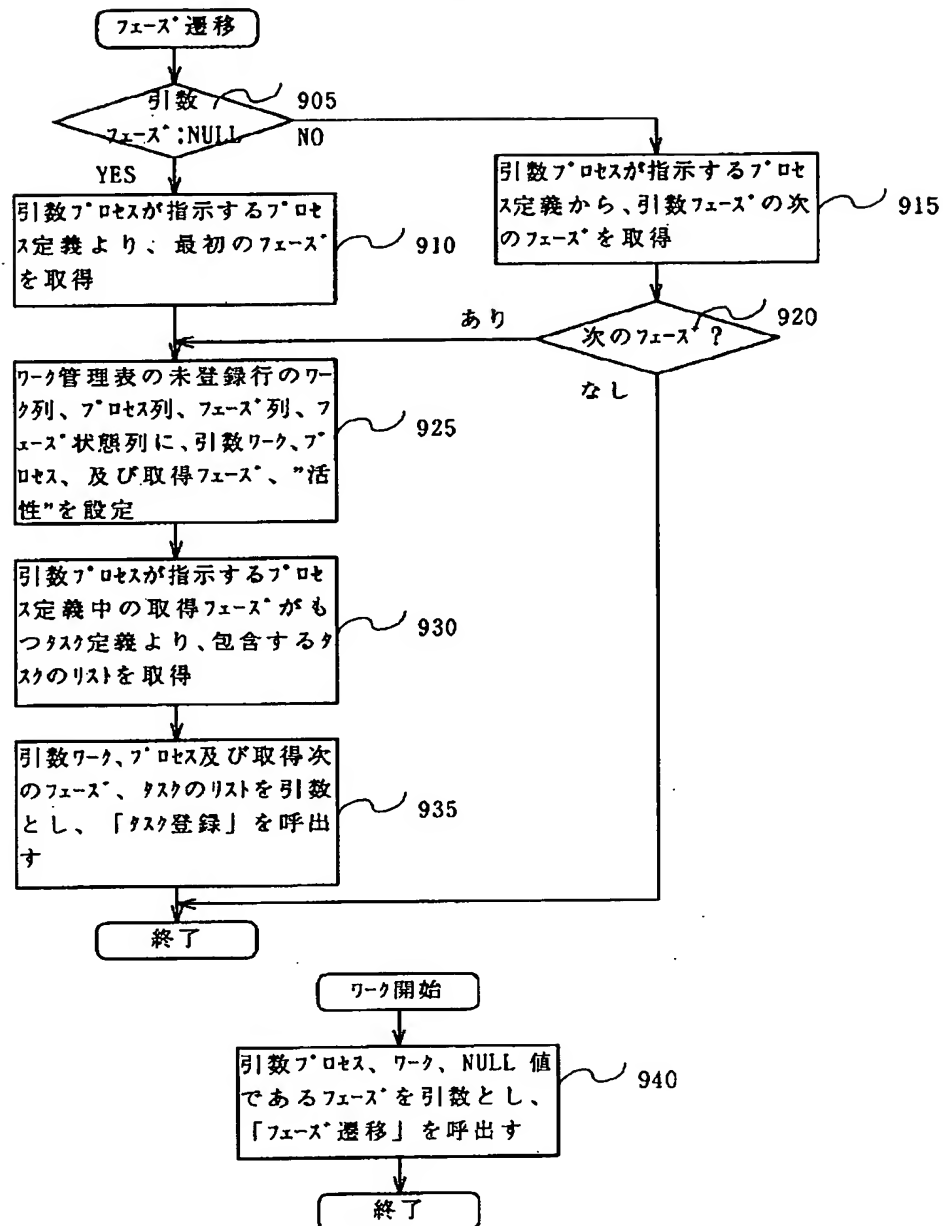 フェーズ遷移
引数
フェーズ:NULL
905
NO
YES
引数プロセスが指示するプロセ
ス定義より、最初のフェーズ
を取得
910
引数プロセスが指示するプロセ
ス定義から、引数フェーズの次
のフェーズを取得
915
あり
次のフェーズ?
920
なし
ワーク管理表の未登録行のワー
ク列、プロセス列、フェーズ列、フ
ェーズ状態列に、引数ワーク、プ
ロセス、及び取得フェーズ、”活
性”を設定
925
引数プロセスが指示するプロセ
ス定義中の取得フェーズがも
つタスク定義より、包含するタ
スクのリストを取得
930
引数ワーク、プロセス及び取得次
のフェーズ、タスクのリストを引数
とし、「タスク登録」を呼出
す
935
終了
ワーク開始
引数プロセス、ワーク、NULL 値
であるフェーズを引数とし、
「フェーズ遷移」を呼出す
940
終了